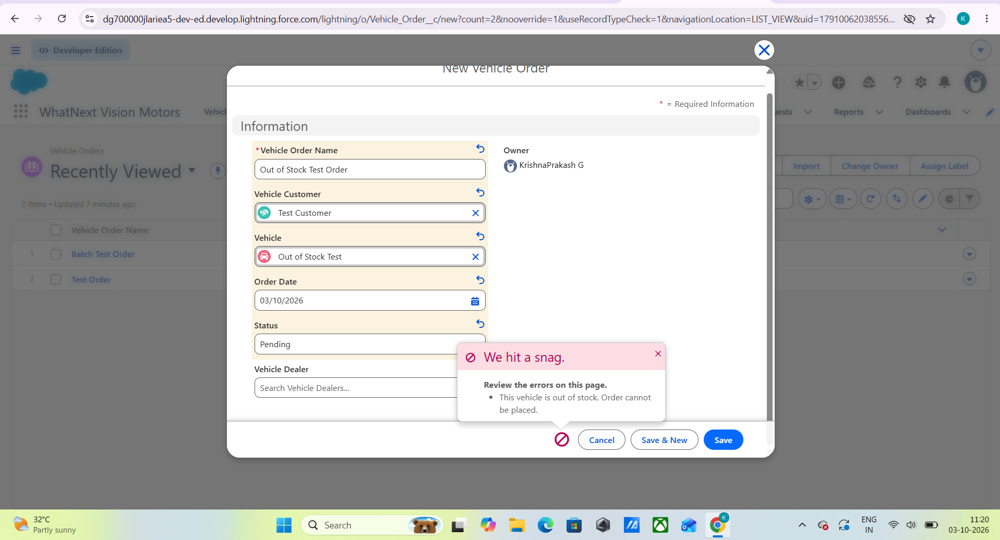 dg700000jlariea5-dev-ed.develop.lightning.force.com/lightning/o/Vehicle_Order__c/new?count=2&nooverride=1&useRecordTypeCheck=1&navigationLocation=LIST_VIEW&uid=17910062038556...
K
Developer Edition
New Vehicle Order
* = Required Information
WhatNext Vision Motors
Vehicl
uests
Reports
Dashboards
Information
Vehicle Orders
Recently Viewed
2 items • Updated 7 minutes ago
Import
Change Owner
Assign Label
Vehicle Order Name
1 Batch Test Order
2 Test Order
*Vehicle Order Name
Out of Stock Test Order
Owner
KrishnaPrakash G
Vehicle Customer
Test Customer
Vehicle
Out of Stock Test
Order Date
03/10/2026
Status
Pending
Vehicle Dealer
Search Vehicle Dealers...
We hit a snag.
Review the errors on this page.
• This vehicle is out of stock. Order cannot
be placed.
Cancel
Save & New
Save
32°C
Partly sunny
Search
K
ENG
IN
11:20
03-10-2026